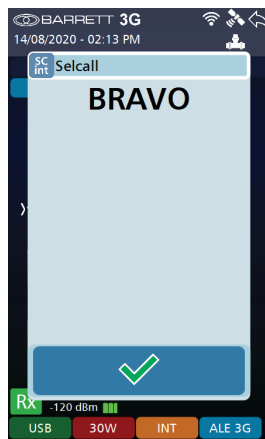 BARRETT 3G
14/08/2020 - 02:13 PM
SC int Selcall
BRAVO
Rx -120 dBm
USB 30W INT ALE 3G